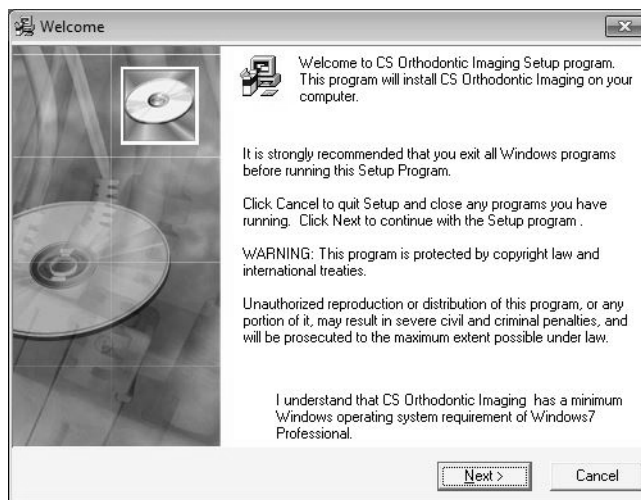 Welcome
Welcome to CS Orthodontic Imaging Setup program.
This program will install CS Orthodontic Imaging on your
computer.
It is strongly recommended that you exit all Windows programs
before running this Setup Program.
Click Cancel to quit Setup and close any programs you have
running. Click Next to continue with the Setup program .
WARNING: This program is protected by copyright law and
international treaties.
Unauthorized reproduction or distribution of this program, or any
portion of it, may result in severe civil and criminal penalties, and
will be prosecuted to the maximum extent possible under law.
I understand that CS Orthodontic Imaging has a minimum
Windows operating system requirement of Windows7
Professional.
Next >
Cancel